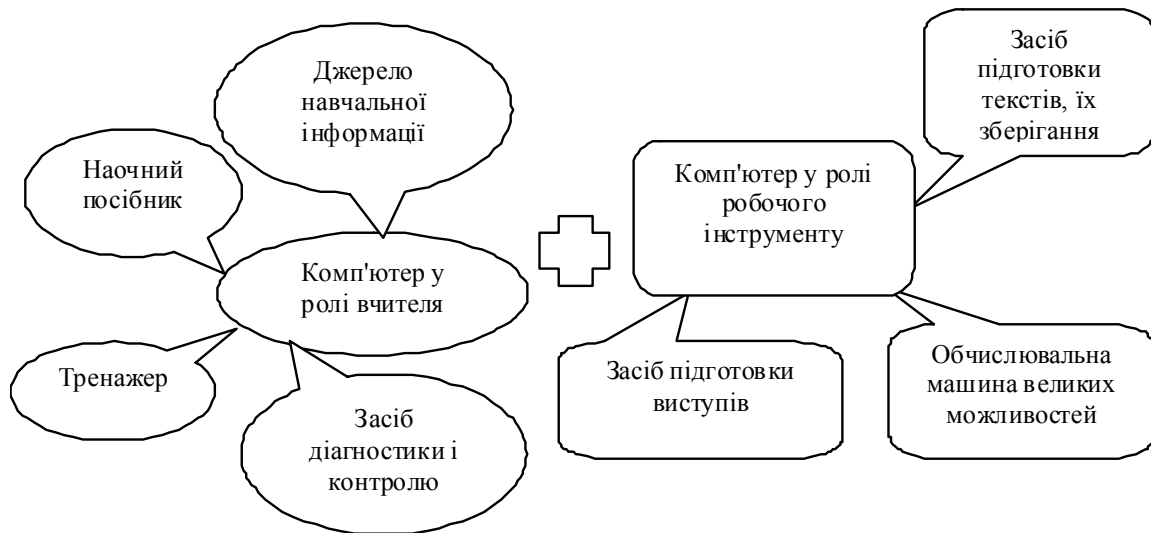 Джерело
навчальної
інформації
Наочний
посібник
Комп'ютер у
ролі вчителя
Тренажер
Засіб
діагностики і
контролю
Засіб
підготовки
текстів, їх
зберігання
Комп'ютер у ролі
робочого
інструменту
Засіб підготовки
виступів
Обчислювальна
машина великих
можливостей